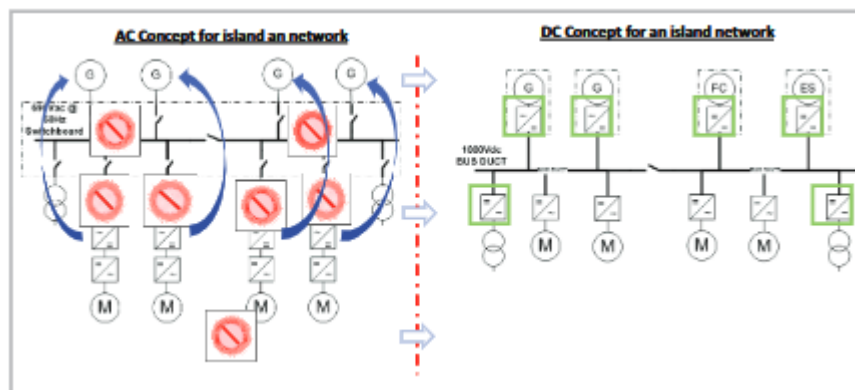 AC Concept for island an network
DC Concept for an island network
G
G
G
G
G
G
FC
ES
Switchboard
1000Vdc
BUS DUCT
M
M
M
M
M
M
M
M